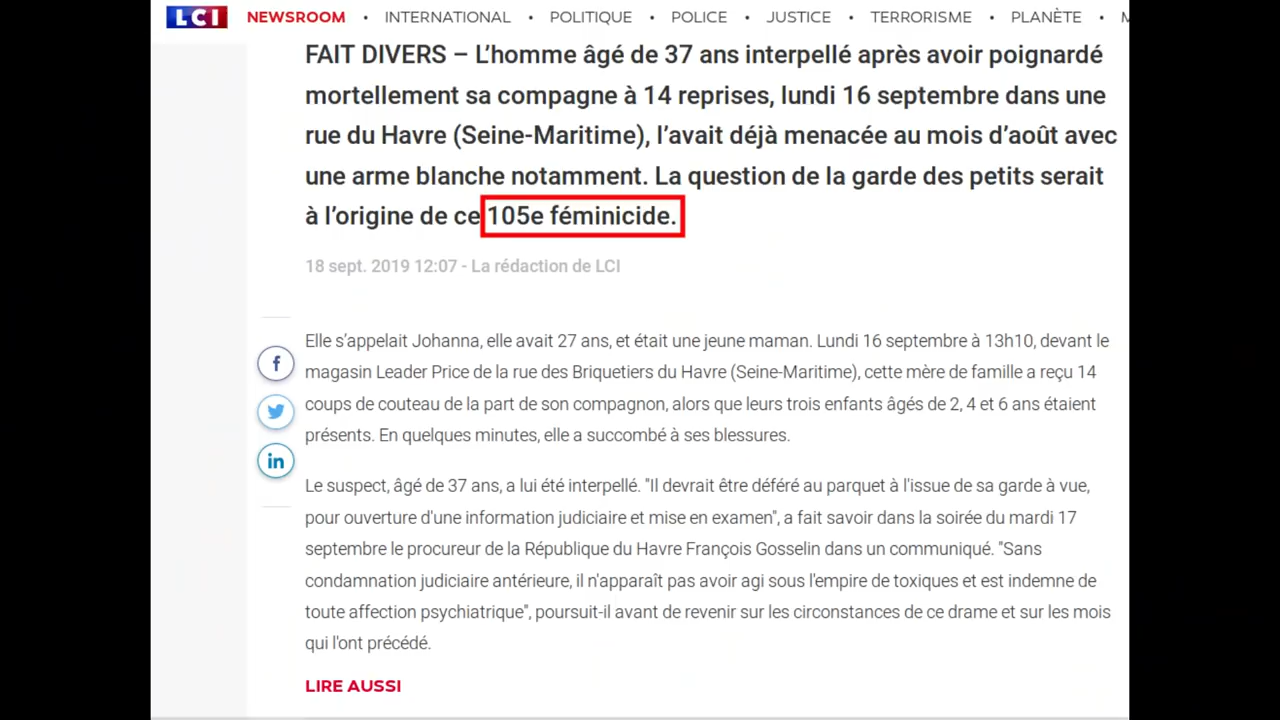 LCI NEWSROOM • INTERNATIONAL • POLITIQUE • POLICE • JUSTICE • TERRORISME • PLANÈTE •
FAIT DIVERS – L’homme âgé de 37 ans interpellé après avoir poignardé
mortellement sa compagne à 14 reprises, lundi 16 septembre dans une
rue du Havre (Seine-Maritime), l’avait déjà menacée au mois d’août avec
une arme blanche notamment. La question de la garde des petits serait
à l’origine de ce 105e féminicide.
18 sept. 2019 12:07 - La rédaction de LCI
Elle s’appelait Johanna, elle avait 27 ans, et était une jeune maman. Lundi 16 septembre à 13h10, devant le
magasin Leader Price de la rue des Briquetiers du Havre (Seine-Maritime), cette mère de famille a reçu 14
coups de couteau de la part de son compagnon, alors que leurs trois enfants âgés de 2, 4 et 6 ans étaient
présents. En quelques minutes, elle a succombé à ses blessures.
Le suspect, âgé de 37 ans, a lui été interpellé. "Il devrait être déféré au parquet à l'issue de sa garde à vue,
pour ouverture d'une information judiciaire et mise en examen", a fait savoir dans la soirée du mardi 17
septembre le procureur de la République du Havre François Gosselin dans un communiqué. "Sans
condamnation judiciaire antérieure, il n'apparaît pas avoir agi sous l'empire de toxiques et est indemne de
toute affection psychiatrique", poursuit-il avant de revenir sur les circonstances de ce drame et sur les mois
qui l'ont précédé.
LIRE AUSSI